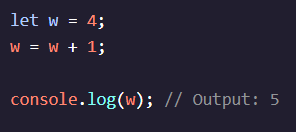 let w = 4;
w = w + 1;
console.log(w); // Output: 5